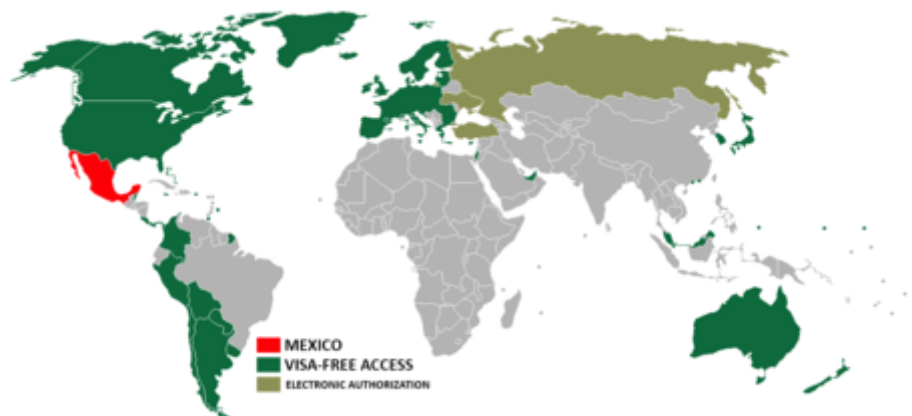 MEXICO
VISA-FREE ACCESS
ELECTRONIC AUTHORIZATION